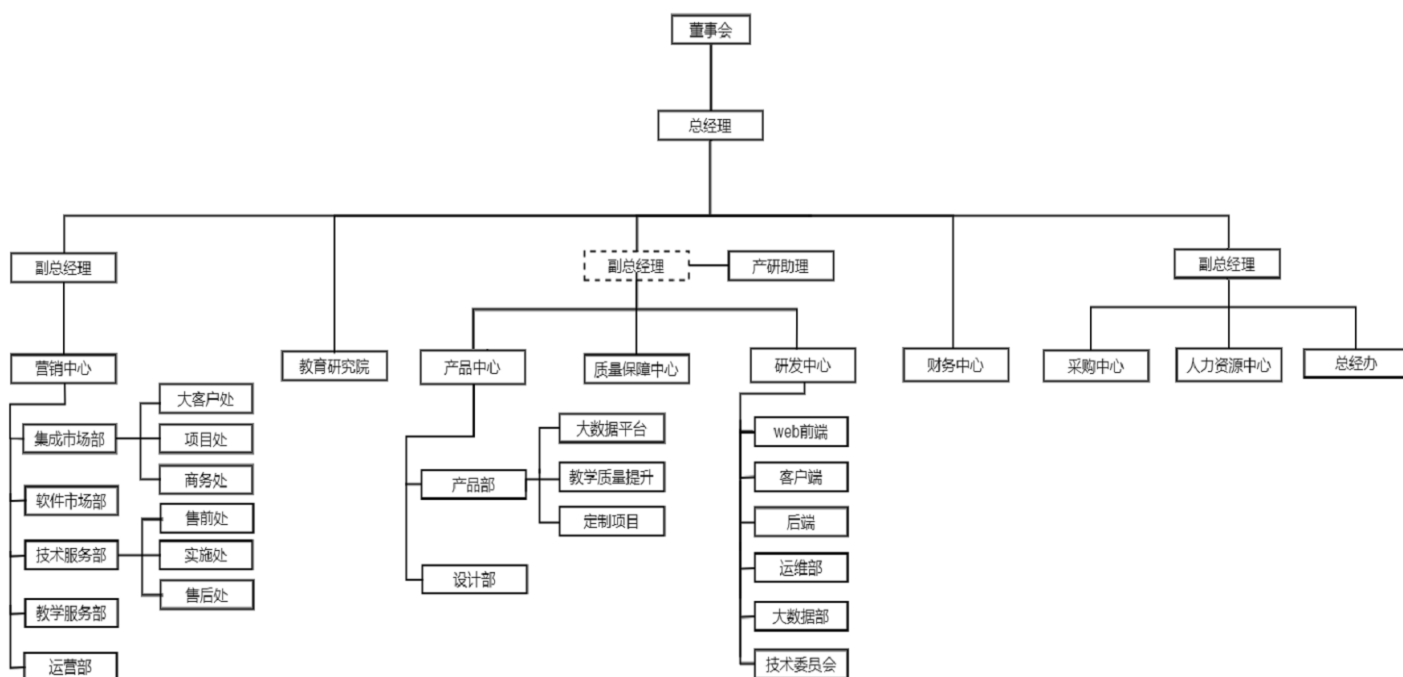 董事会
总经理
副总经理
副总经理
产研助理
副总经理
营销中心
教育研究院
产品中心
质量保障中心
研发中心
财务中心
采购中心
人力资源中心
总经办
集成市场部
大客户处
项目处
商务处
软件市场部
技术服务部
售前处
实施处
售后处
教学服务部
运营部
产品部
大数据平台
教学质量提升
定制项目
设计部
web前端
客户端
后端
运维部
大数据部
技术委员会